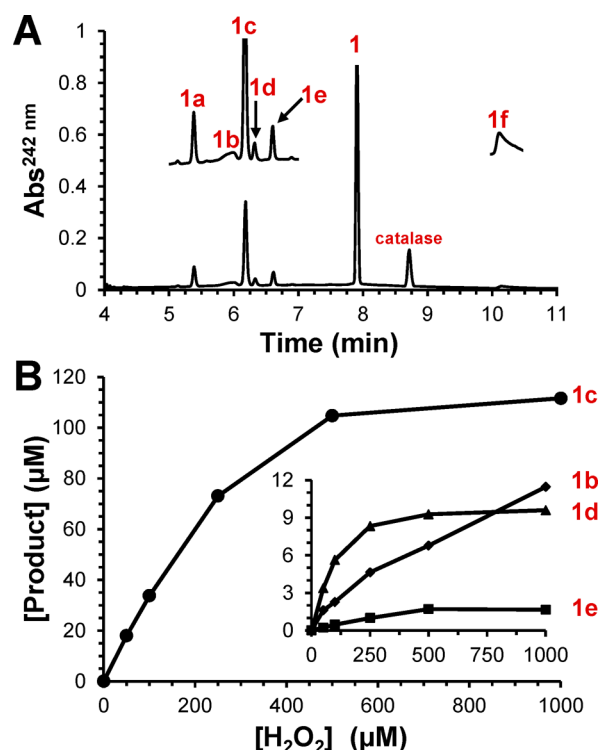 A
1c
1
1d
1e
1a
1b
1f
catalase
Abs²⁴² ⁿᵐ
1
0.8
0.6
0.4
0.2
0
4 5 6 7 8 9 10 11
Time (min)
B
[Product] (µM)
120
100
80
60
40
20
0
0 200 400 600 800 1000
[H₂O₂] (µM)
1c
12
9
6
3
0
0 250 500 750 1000
1b
1d
1e